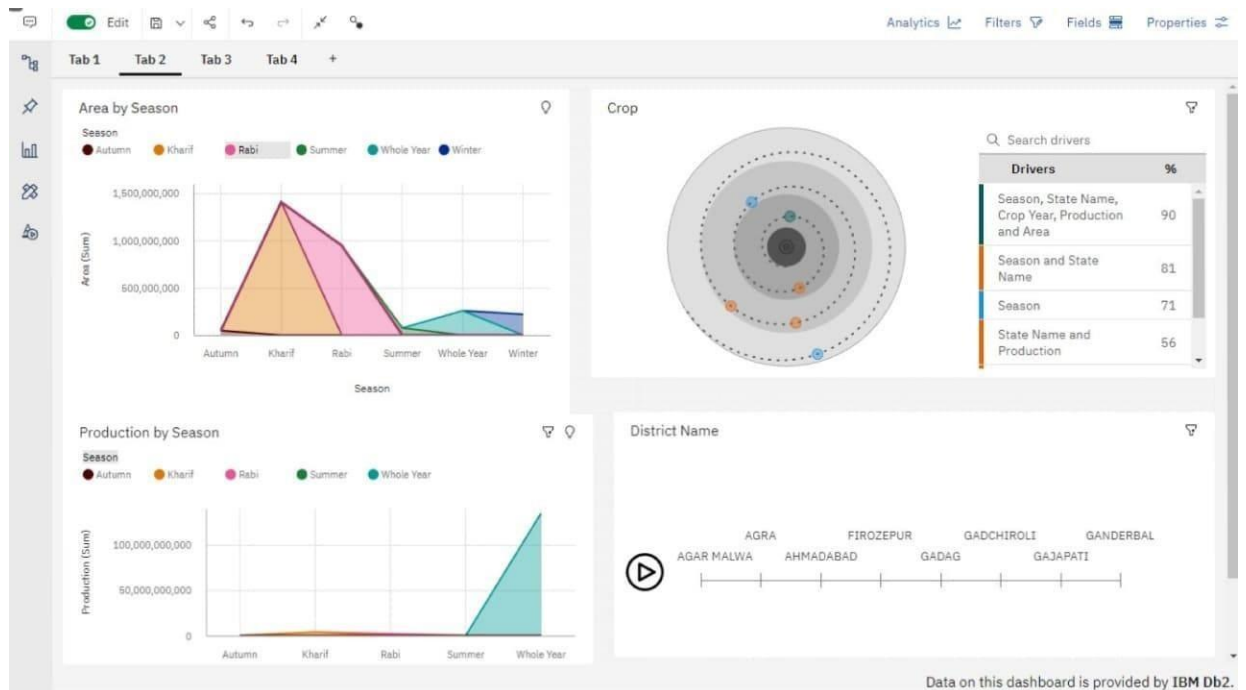 Edit
Analytics
Filters
Fields
Properties
Tab 1 Tab 2 Tab 3 Tab 4 +
Area by Season
Season
Autumn Kharif Rabi Summer Whole Year Winter
Area (Sum)
1,500,000,000
1,000,000,000
500,000,000
0
Autumn Kharif Rabi Summer Whole Year Winter
Season
Crop
Search drivers
Drivers %
Season, State Name,
Crop Year, Production 90
and Area
Season and State
Name 81
Season 71
State Name and
Production 56
Production by Season
Season
Autumn Kharif Rabi Summer Whole Year
Production (Sum)
100,000,000,000
50,000,000,000
0
Autumn Kharif Rabi Summer Whole Year
District Name
AGRA FIROZEPUR GADCHIROLI GANDERBAL
AGAR MALWA AHMADABAD GADAG GAJAPATI
Data on this dashboard is provided by IBM Db2.